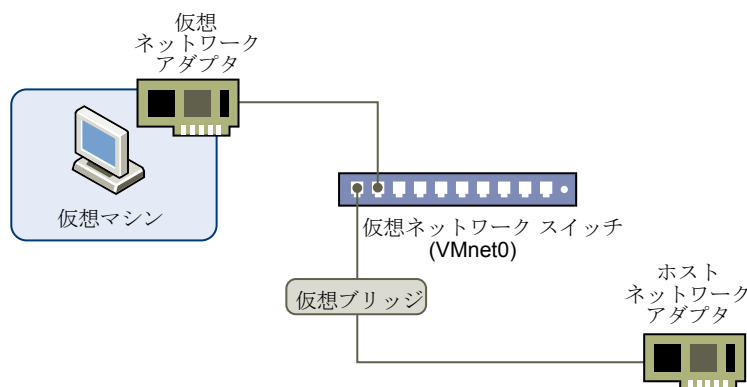 仮想
ネットワーク
アダプタ
仮想マシン
仮想ネットワーク スイッチ
(VMnet0)
仮想ブリッジ
ホスト
ネットワーク
アダプタ